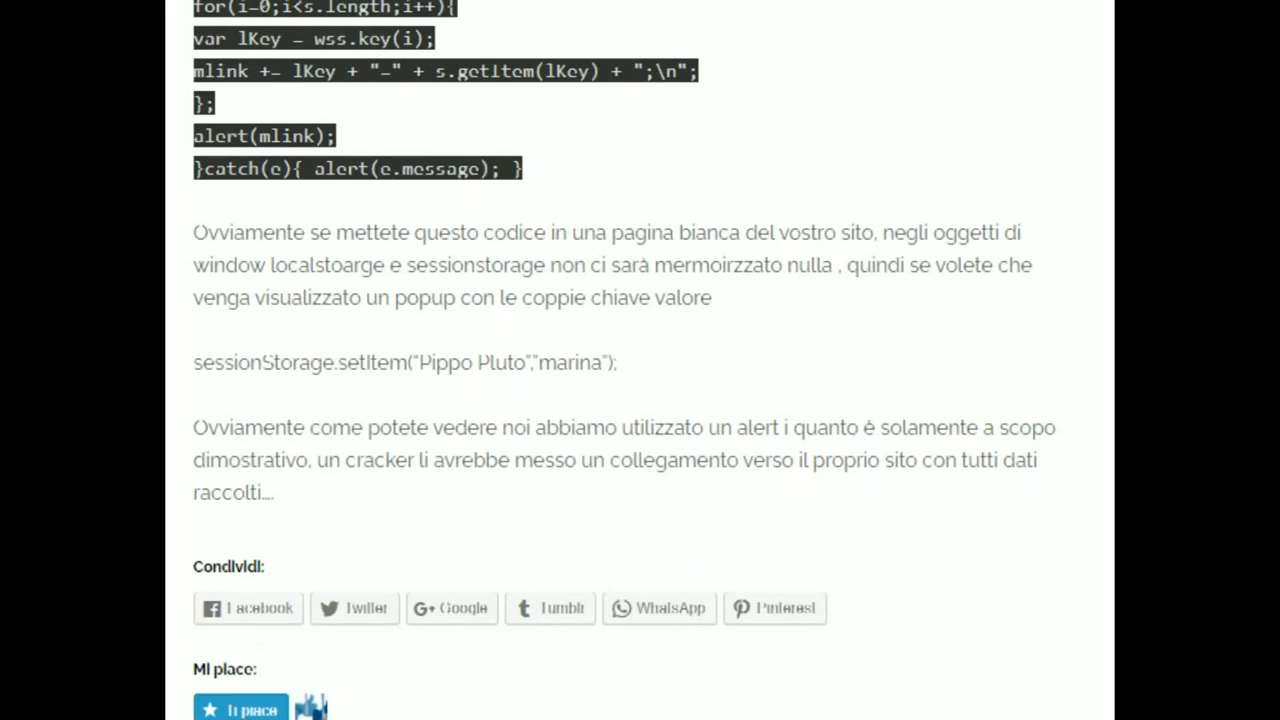 for(i=0;i<s.length;i++){
var lKey = wss.key(i);
mlink += lKey + "=" + s.getItem(lKey) + ";\n";
};
alert(mlink);
}catch(e){ alert(e.message); }
Ovviamente se mettete questo codice in una pagina bianca del vostro sito, negli oggetti di
window localstoarge e sessionstorage non ci sarà mermoirzzato nulla , quindi se volete che
venga visualizzato un popup con le coppie chiave valore
sessionStorage.setItem(“Pippo Pluto”,”marina”);
Ovviamente come potete vedere noi abbiamo utilizzato un alert i quanto è solamente a scopo
dimostrativo, un cracker li avrebbe messo un collegamento verso il proprio sito con tutti dati
raccolti….
Condividi:
Facebook Twitter Google Tumblr WhatsApp Pinterest
Mi place:
Ti piace